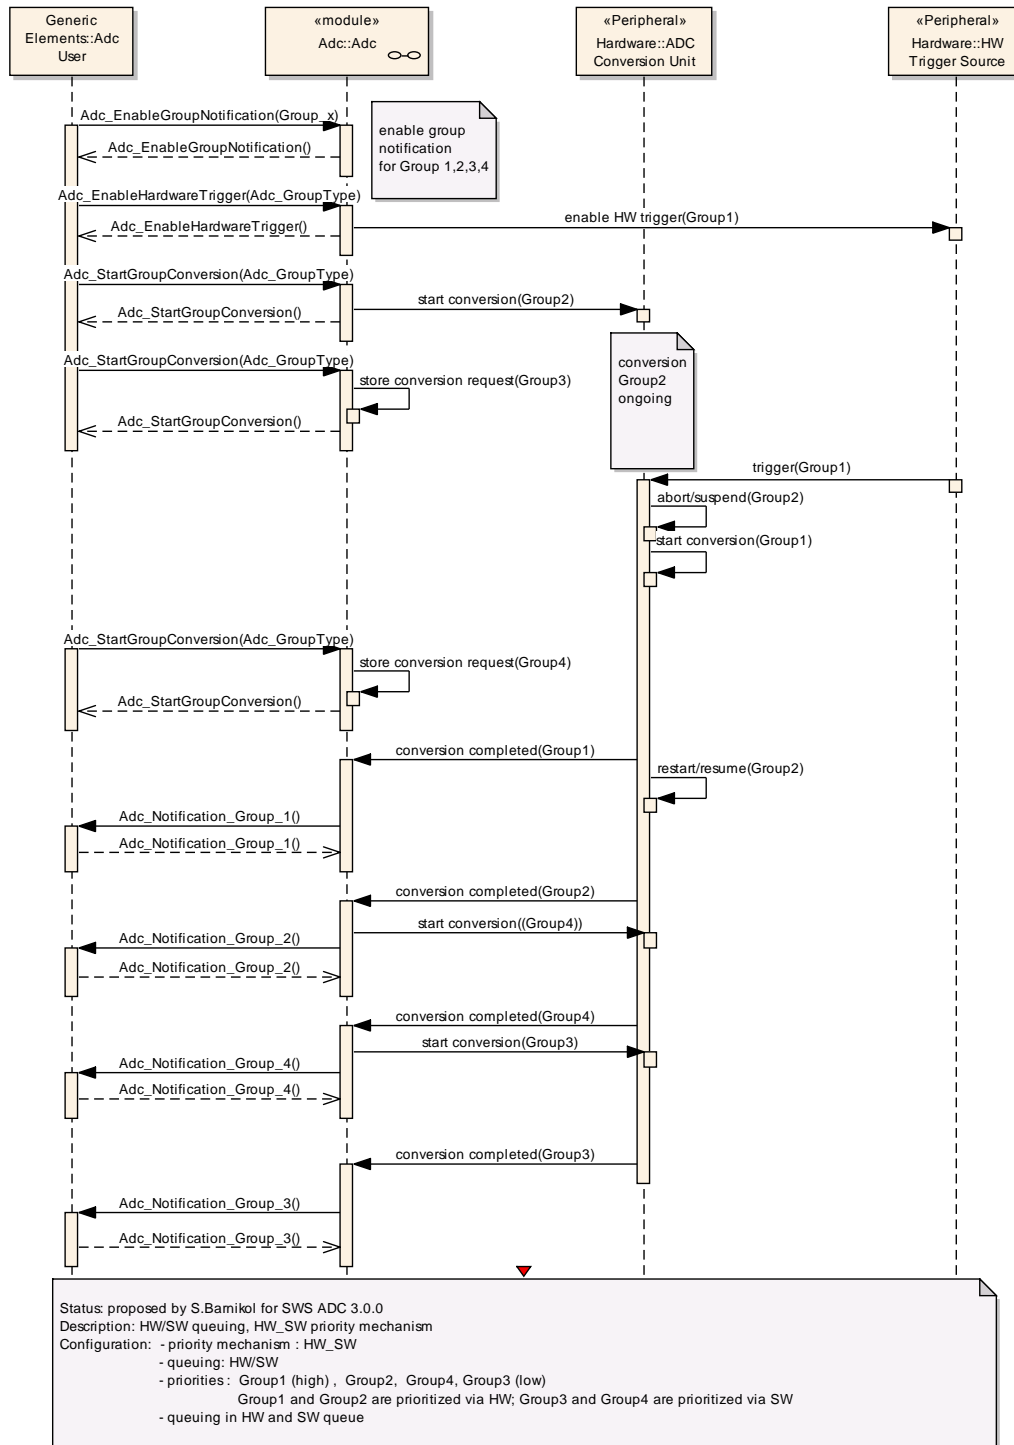 Generic
Elements::Adc
User
«module»
Adc::Adc
«Peripheral»
Hardware::ADC
Conversion Unit
«Peripheral»
Hardware::HW
Trigger Source
Adc_EnableGroupNotification(Group_x)
enable group
notification
for Group 1,2,3,4
Adc_EnableGroupNotification()
Adc_EnableHardwareTrigger(Adc_GroupType)
enable HW trigger(Group1)
Adc_EnableHardwareTrigger()
Adc_StartGroupConversion(Adc_GroupType)
start conversion(Group2)
Adc_StartGroupConversion()
conversion
Group2
ongoing
Adc_StartGroupConversion(Adc_GroupType)
store conversion request(Group3)
Adc_StartGroupConversion()
trigger(Group1)
abort/suspend(Group2)
start conversion(Group1)
Adc_StartGroupConversion(Adc_GroupType)
store conversion request(Group4)
Adc_StartGroupConversion()
conversion completed(Group1)
restart/resume(Group2)
Adc_Notification_Group_1()
Adc_Notification_Group_1()
conversion completed(Group2)
start conversion((Group4))
Adc_Notification_Group_2()
Adc_Notification_Group_2()
conversion completed(Group4)
start conversion(Group3)
Adc_Notification_Group_4()
Adc_Notification_Group_4()
conversion completed(Group3)
Adc_Notification_Group_3()
Adc_Notification_Group_3()
Status: proposed by S.Barnikol for SWS ADC 3.0.0
Description: HW/SW queuing, HW_SW priority mechanism
Configuration: - priority mechanism : HW_SW
- queuing: HW/SW
- priorities : Group1 (high) , Group2, Group4, Group3 (low)
Group1 and Group2 are prioritized via HW; Group3 and Group4 are prioritized via SW
- queuing in HW and SW queue